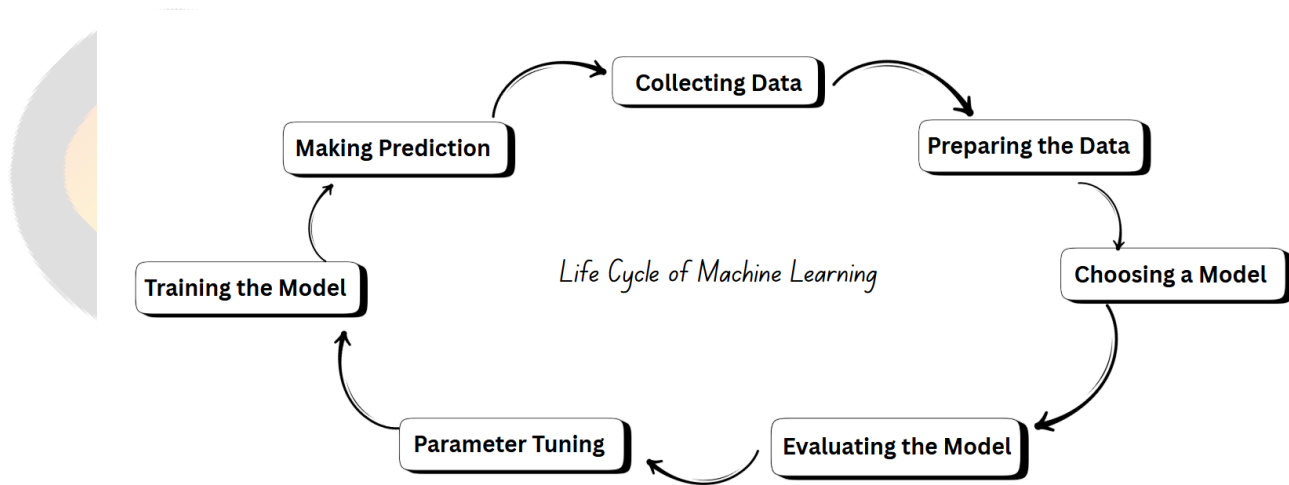 Collecting Data
Making Prediction
Preparing the Data
Life Cycle of Machine Learning
Training the Model
Choosing a Model
Parameter Tuning
Evaluating the Model